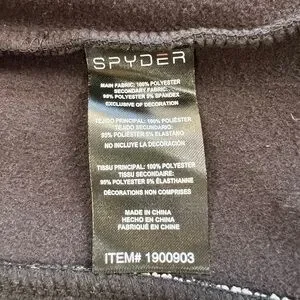 SPYDER
MAIN FABRIC: 100% POLYESTER
SECONDARY FABRIC:
95% POLYESTER 5% SPANDEX
EXCLUSIVE OF DECORATION
TEJIDO PRINCIPAL: 100% POLIÉSTER
TEJIDO SECUNDARIO:
95% POLIÉSTER 5% ELASTANO
NO INCLUYE LA DECORACIÓN
TISSU PRINCIPAL: 100% POLYESTER
TISSU SECONDAIRE:
95% POLYESTER 5% ÉLASTHANNE
DÉCORATIONS NON COMPRISES
MADE IN CHINA
HECHO EN CHINA
FABRIQUÉ EN CHINE
ITEM# 1900903